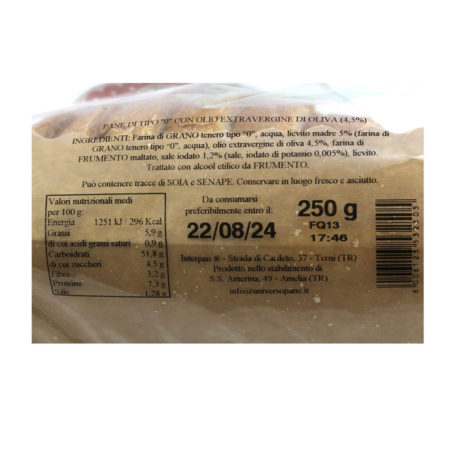 PANE DI TIPO "0" CON OLIO EXTRAVERGINE DI OLIVA (4,5%)
INGREDIENTI: Farina di GRANO tenero tipo "0", acqua, lievito madre 5% (farina di
GRANO tenero tipo "0", acqua), olio extravergine di oliva 4,5%, farina di
FRUMENTO maltato, sale iodato 1,2% (sale, iodato di potassio 0,005%), lievito.
Trattato con alcol etilico da FRUMENTO.
Può contenere tracce di SOIA e SENAPE. Conservare in luogo fresco e asciutto.
Valori nutrizionali medi
per 100 g:
Energia 1251 kJ / 296 Kcal
Grassi 5,9 g
di cui acidi grassi saturi 0,9 g
Carboidrati 51,8 g
di cui zuccheri 4,5 g
Fibre 3,2 g
Proteine 7,3 g
Sale 1,28 g
Da consumarsi
preferibilmente entro il:
22/08/24
250 g
FQ13
17:46
Interpan ® - Strada di Cardeto, 57 - Terni (TR)
Prodotto nello stabilimento di
S.S. Amerina, 49 - Amelia (TR)
info@universopane.it